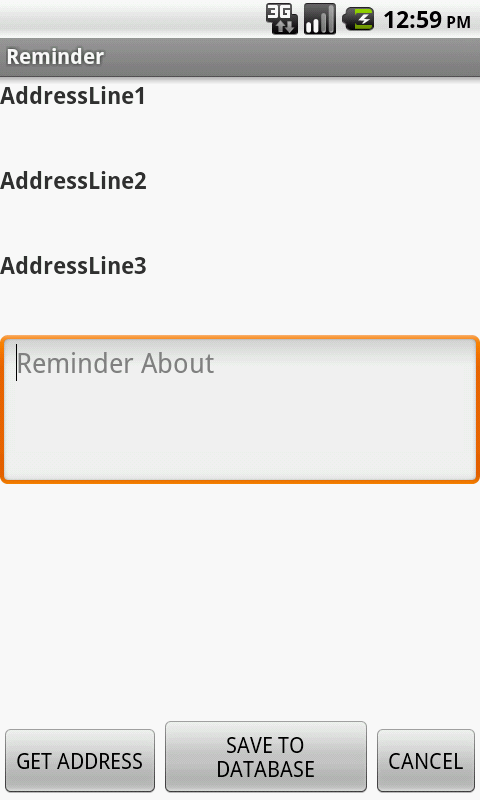 3G 12:59 PM
Reminder
AddressLine1
AddressLine2
AddressLine3
Reminder About
GET ADDRESS
SAVE TO
DATABASE
CANCEL